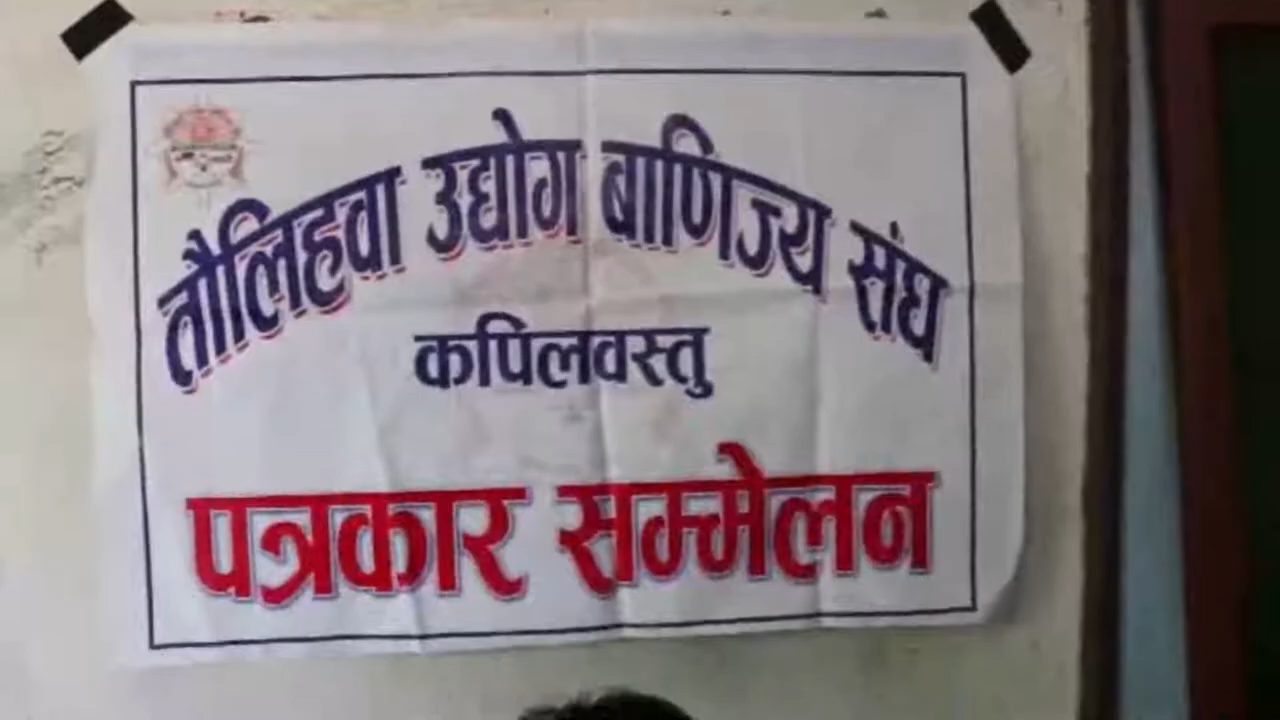 तौलिहवा उद्योग बाणिज्य संघ
कपिलवस्तु
पत्रकार सम्मेलन